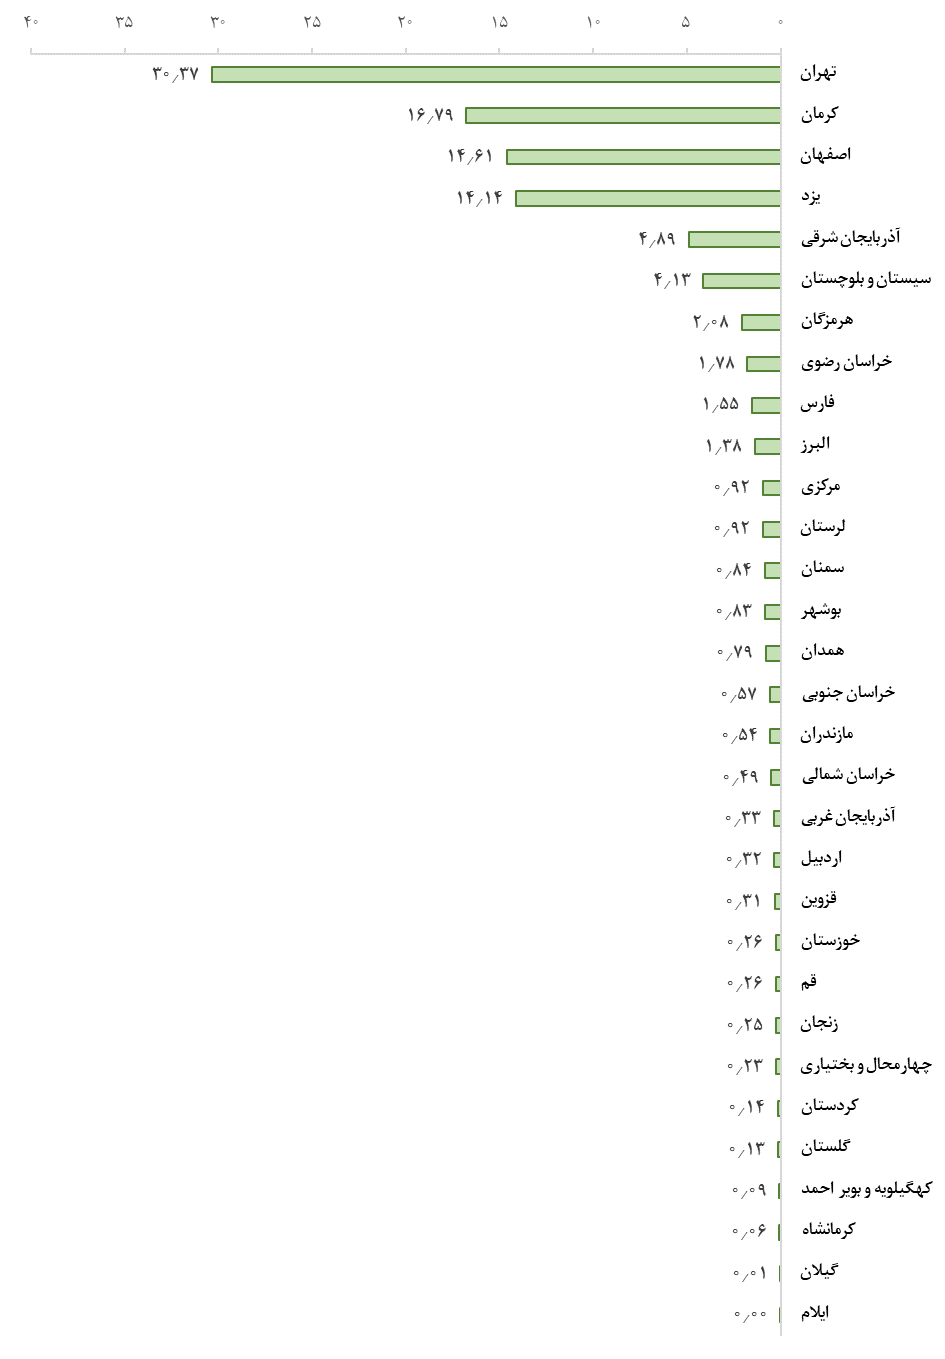 ۰ ۵ ۱۰ ۱۵ ۲۰ ۲۵ ۳۰ ۳۵ ۴۰
تهران ۳۰٫۳۷
کرمان ۱۶٫۷۹
اصفهان ۱۴٫۶۱
یزد ۱۴٫۱۴
آذربایجان شرقی ۴٫۸۹
سیستان و بلوچستان ۴٫۱۳
هرمزگان ۲٫۰۸
خراسان رضوی ۱٫۷۸
فارس ۱٫۵۵
البرز ۱٫۳۸
مرکزی ۰٫۹۲
لرستان ۰٫۹۲
سمنان ۰٫۸۴
بوشهر ۰٫۸۳
همدان ۰٫۷۹
خراسان جنوبی ۰٫۵۷
مازندران ۰٫۵۴
خراسان شمالی ۰٫۴۹
آذربایجان غربی ۰٫۳۳
اردبیل ۰٫۳۲
قزوین ۰٫۳۱
خوزستان ۰٫۲۶
قم ۰٫۲۶
زنجان ۰٫۲۵
چهارمحال و بختیاری ۰٫۲۳
کردستان ۰٫۱۴
گلستان ۰٫۱۳
کهگیلویه و بویر احمد ۰٫۰۹
کرمانشاه ۰٫۰۶
گیلان ۰٫۰۱
ایلام ۰٫۰۰